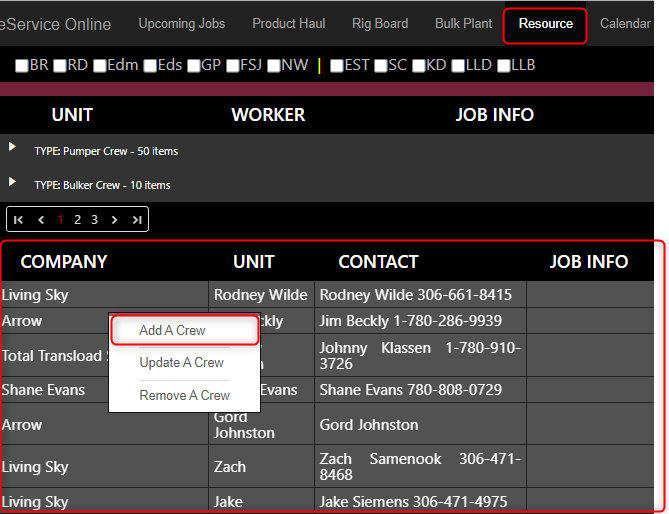 eService Online Upcoming Jobs Product Haul Rig Board Bulk Plant Resource Calendar
BR RD Edm Eds GP FSJ NW | EST SC KD LLD LLB
UNIT WORKER JOB INFO
TYPE: Pumper Crew - 50 items
TYPE: Bulker Crew - 10 items
1 2 3
COMPANY UNIT CONTACT JOB INFO
Living Sky Rodney Wilde Rodney Wilde 306-661-8415
Arrow Jim Beckly 1-780-286-9939
Add A Crew
Total Transload Johnny Klassen 1-780-910-
3726
Update A Crew
Shane Evans Evans Shane Evans 780-808-0729
Remove A Crew
Arrow Gord
Johnston Gord Johnston
Living Sky Zach Zach Samenook 306-471-
8468
Living Sky Jake Jake Siemens 306-471-4975